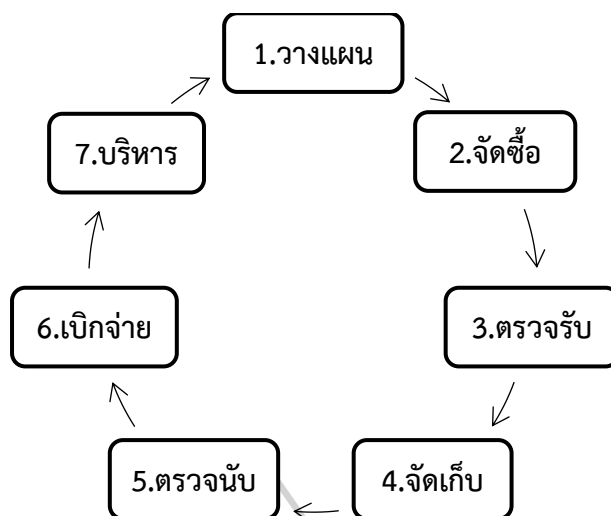 1.วางแผน
2.จัดซื้อ
3.ตรวจรับ
4.จัดเก็บ
5.ตรวจนับ
6.เบิกจ่าย
7.บริหาร